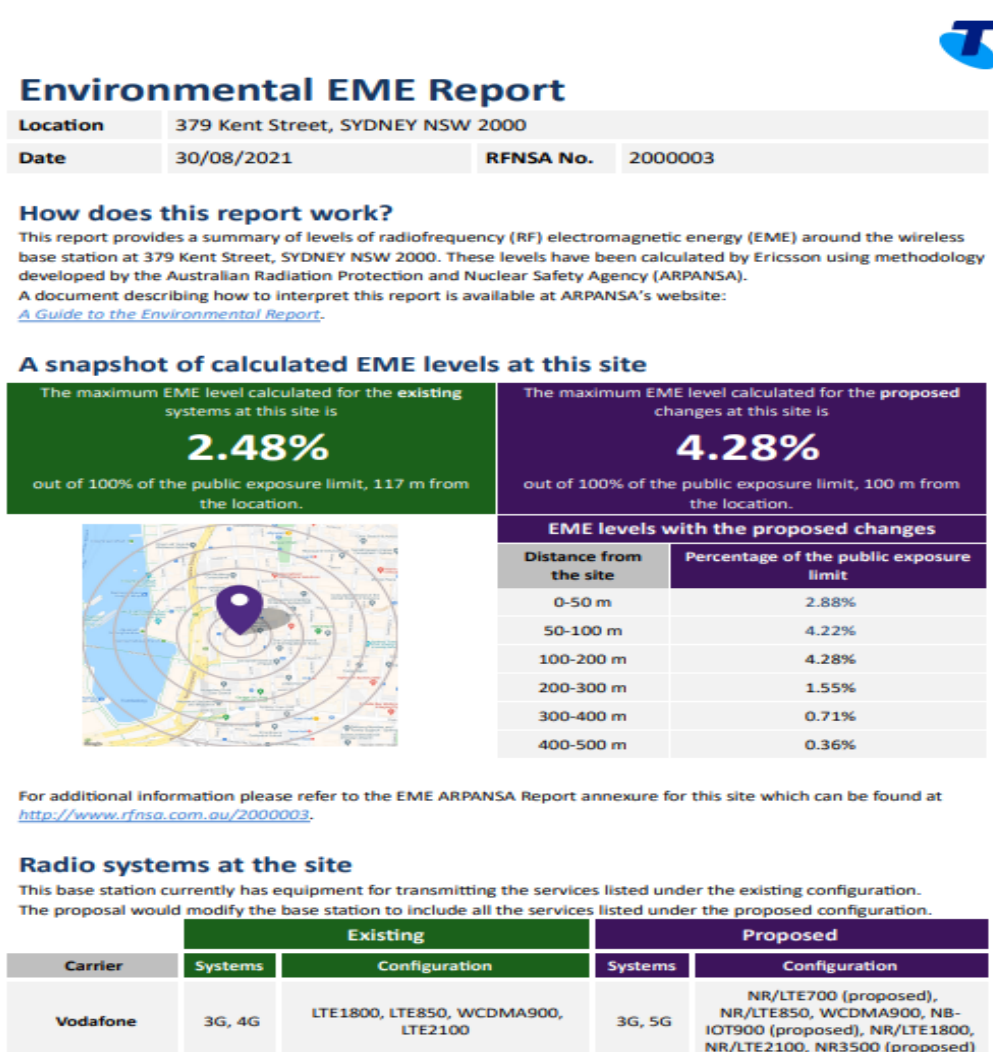 T
Environmental EME Report
Location 379 Kent Street, SYDNEY NSW 2000
Date 30/08/2021 RFNSA No. 2000003
How does this report work?
This report provides a summary of levels of radiofrequency (RF) electromagnetic energy (EME) around the wireless
base station at 379 Kent Street, SYDNEY NSW 2000. These levels have been calculated by Ericsson using methodology
developed by the Australian Radiation Protection and Nuclear Safety Agency (ARPANSA).
A document describing how to interpret this report is available at ARPANSA's website:
A Guide to the Environmental Report.
A snapshot of calculated EME levels at this site
The maximum EME level calculated for the existing
systems at this site is
2.48%
out of 100% of the public exposure limit, 117 m from
the location.
The maximum EME level calculated for the proposed
changes at this site is
4.28%
out of 100% of the public exposure limit, 100 m from
the location.
EME levels with the proposed changes
Distance from
the site
Percentage of the public exposure
limit
0-50 m 2.88%
50-100 m 4.22%
100-200 m 4.28%
200-300 m 1.55%
300-400 m 0.71%
400-500 m 0.36%
For additional information please refer to the EME ARPANSA Report annexure for this site which can be found at
http://www.rfnsa.com.au/2000003.
Radio systems at the site
This base station currently has equipment for transmitting the services listed under the existing configuration.
The proposal would modify the base station to include all the services listed under the proposed configuration.
Existing Proposed
Carrier Systems Configuration Systems Configuration
Vodafone
3G, 4G
LTE1800, LTE850, WCDMA900,
LTE2100
3G, 5G
NR/LTE700 (proposed),
NR/LTE850, WCDMA900, NB-
IOT900 (proposed), NR/LTE1800,
NR/LTE2100, NR3500 (proposed)